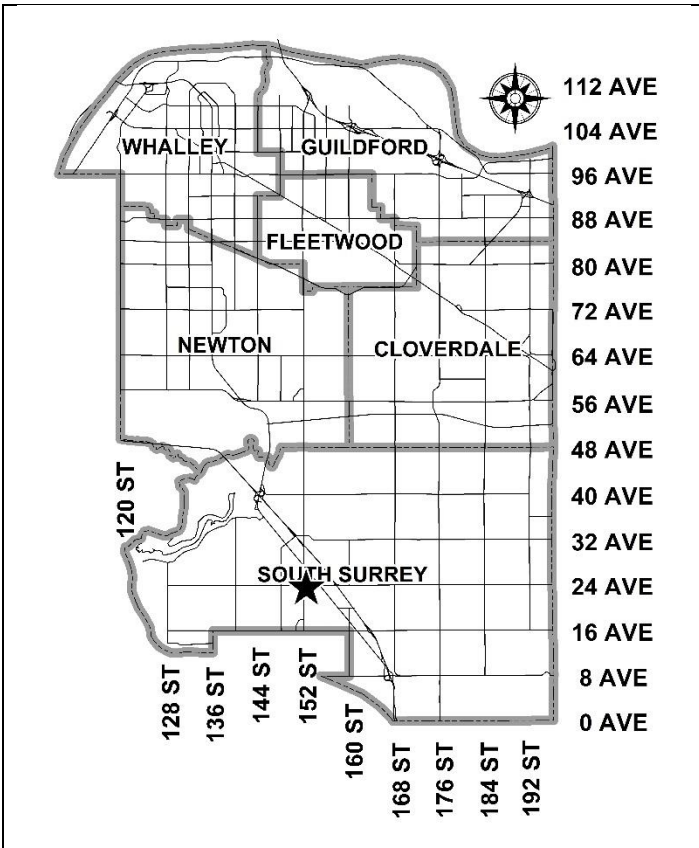 112 AVE
104 AVE
WHALLEY
GUILDFORD
96 AVE
88 AVE
FLEETWOOD
80 AVE
72 AVE
NEWTON
CLOVERDALE
64 AVE
56 AVE
48 AVE
120 ST
40 AVE
32 AVE
SOUTH SURREY
24 AVE
16 AVE
128 ST
136 ST
144 ST
152 ST
160 ST
8 AVE
0 AVE
168 ST
176 ST
184 ST
192 ST